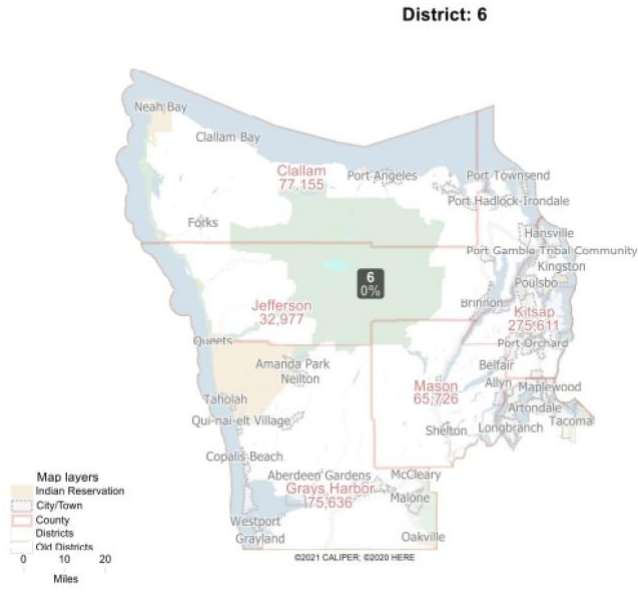 District: 6
Neah Bay
Clallam Bay
Clallam
77,155
Port Angeles
Port Townsend
Port Hadlock-Irondale
Forks
Hansville
Port Gamble Tribal Community
Kingston
6
0%
Poulsbo
Brinnon
Jefferson
32,977
Kitsap
275,611
Queets
Port Orchard
Amanda Park
Neilton
Belfair
Mason
65,726
Allyn
Maplewood
Taholah
Artondale
Qui-nai-elt Village
Longbranch
Tacoma
Shelton
Copalis Beach
Aberdeen Gardens
McCleary
Grays Harbor
75,636
Malone
Westport
Grayland
Oakville
©2021 CALIPER; ©2020 HERE
Map layers
Indian Reservation
City/Town
County
Districts
Old Districts
0 10 20
Miles